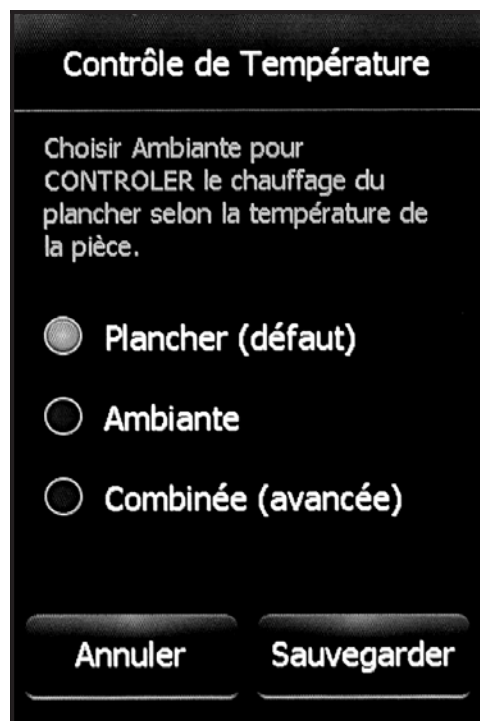 Contrôle de Température
Choisir Ambiante pour
CONTROLER le chauffage du
plancher selon la température de
la pièce.
Plancher (défaut)
Ambiante
Combinée (avancée)
Annuler
Sauvegarder